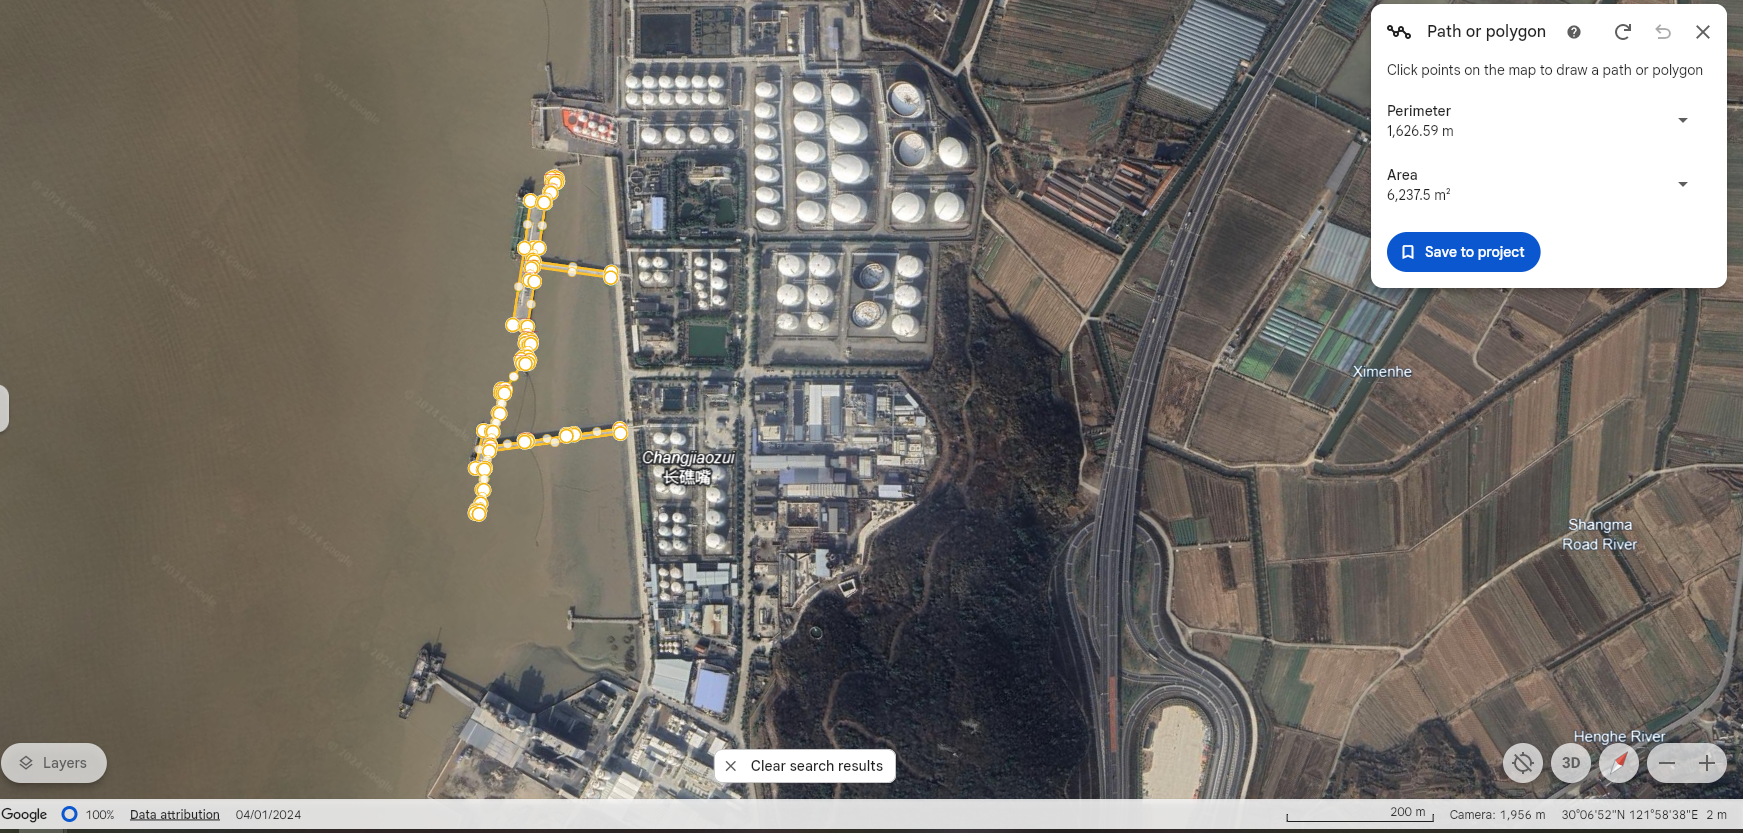 Path or polygon
Click points on the map to draw a path or polygon
Perimeter
1,626.59 m
Area
6,237.5 m²
Save to project
Ximenhe
Changjiaozui
长礁嘴
Shangma
Road River
Henghe River
Layers
Clear search results
3D
Google
100%
Data attribution
04/01/2024
200 m
Camera: 1,956 m
30°06'52"N 121°58'38"E
2 m